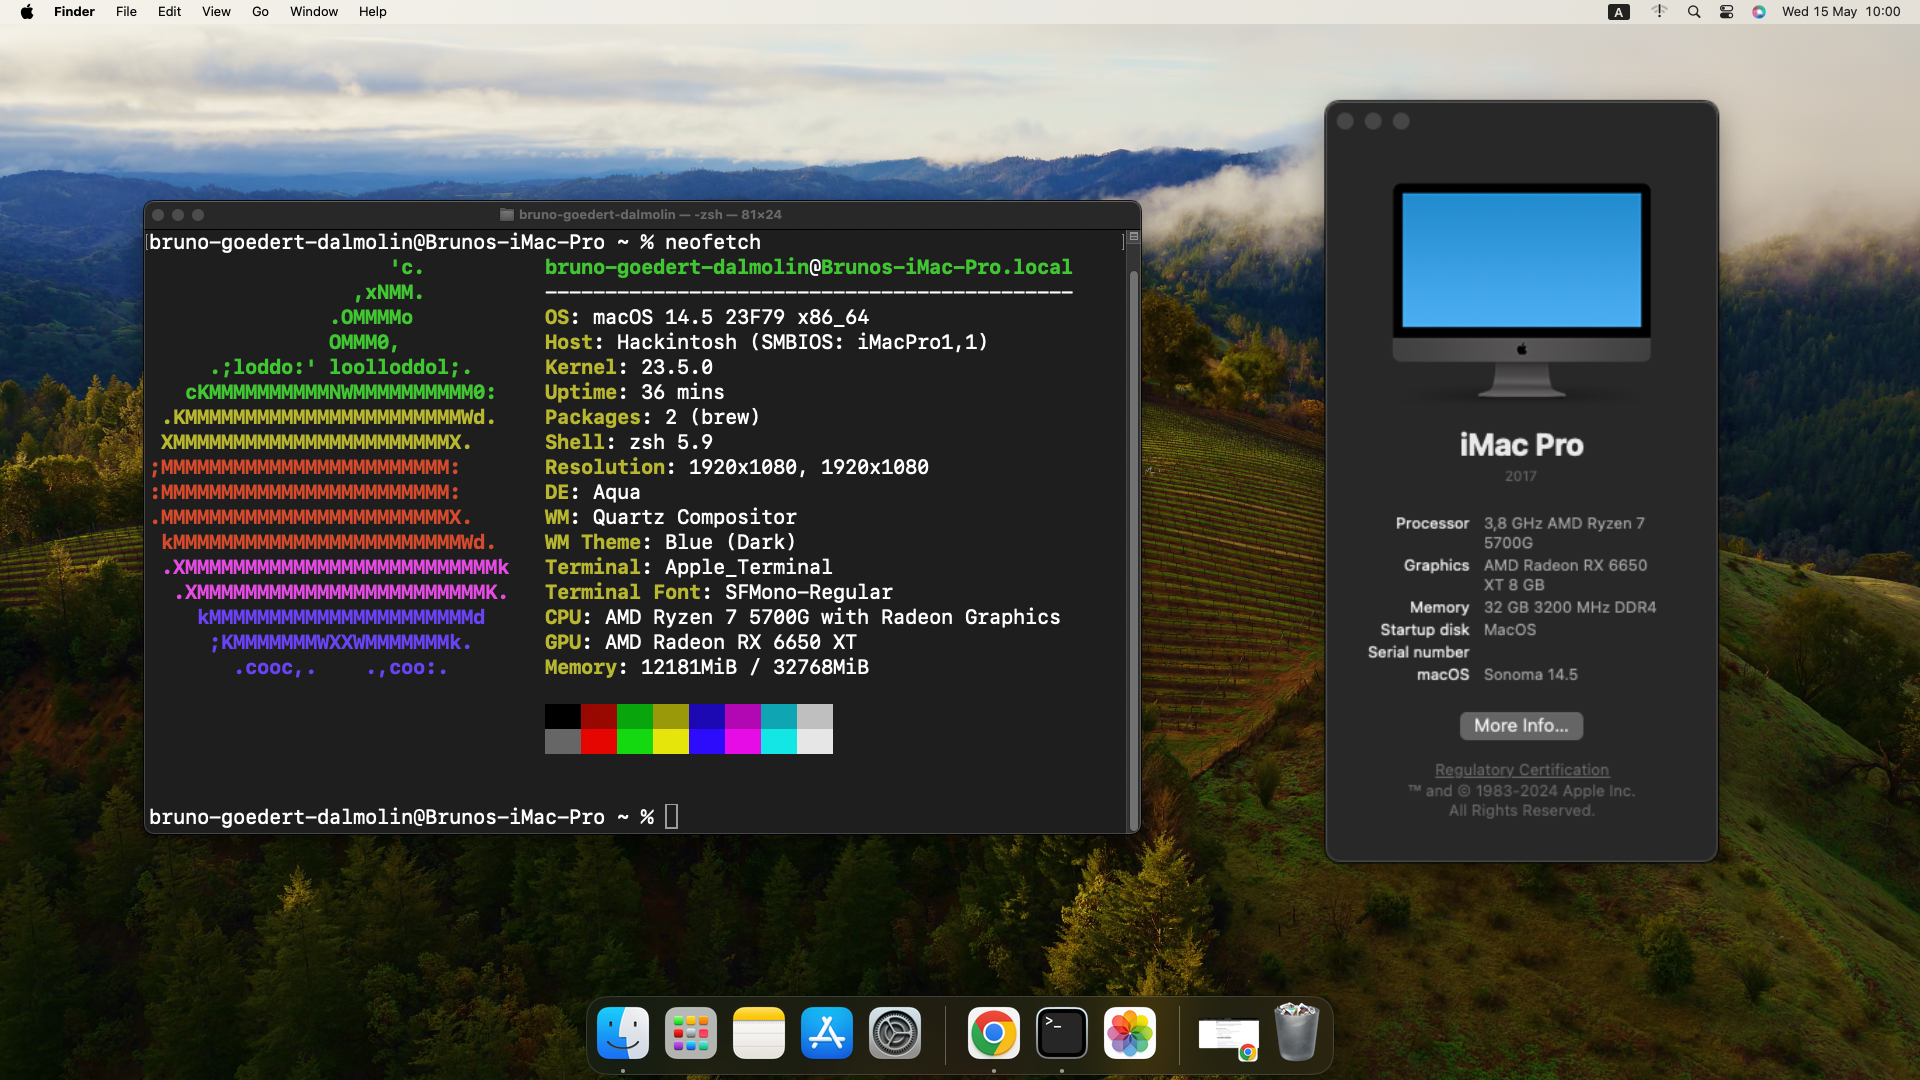 Finder File Edit View Go Window Help
A Wed 15 May 10:00
bruno-goedert-dalmolin — -zsh — 81×24
bruno-goedert-dalmolin@Brunos-iMac-Pro ~ % neofetch
'c. bruno-goedert-dalmolin@Brunos-iMac-Pro.local
,xNMM. --------------------------------------------
.OMMMMo OS: macOS 14.5 23F79 x86_64
OMMM0, Host: Hackintosh (SMBIOS: iMacPro1,1)
.;loddo:' loolloddol;. Kernel: 23.5.0
cKMMMMMMMMMMNWMMMMMMMMMM0: Uptime: 36 mins
.KMMMMMMMMMMMMMMMMMMMMMMMWd. Packages: 2 (brew)
XMMMMMMMMMMMMMMMMMMMMMMMX. Shell: zsh 5.9
;MMMMMMMMMMMMMMMMMMMMMMMM: Resolution: 1920x1080, 1920x1080
:MMMMMMMMMMMMMMMMMMMMMMMM: DE: Aqua
.MMMMMMMMMMMMMMMMMMMMMMMMX. WM: Quartz Compositor
kMMMMMMMMMMMMMMMMMMMMMMMMWd. WM Theme: Blue (Dark)
.XMMMMMMMMMMMMMMMMMMMMMMMMMMk Terminal: Apple_Terminal
.XMMMMMMMMMMMMMMMMMMMMMMMMK. Terminal Font: SFMono-Regular
kMMMMMMMMMMMMMMMMMMMMMMd CPU: AMD Ryzen 7 5700G with Radeon Graphics
;KMMMMMMMWXXWMMMMMMMk. GPU: AMD Radeon RX 6650 XT
.cooc,. .,coo:. Memory: 12181MiB / 32768MiB
bruno-goedert-dalmolin@Brunos-iMac-Pro ~ %
iMac Pro
2017
Processor 3,8 GHz AMD Ryzen 7
5700G
Graphics AMD Radeon RX 6650
XT 8 GB
Memory 32 GB 3200 MHz DDR4
Startup disk MacOS
Serial number
macOS Sonoma 14.5
More Info...
Regulatory Certification
™ and © 1983-2024 Apple Inc.
All Rights Reserved.
>_